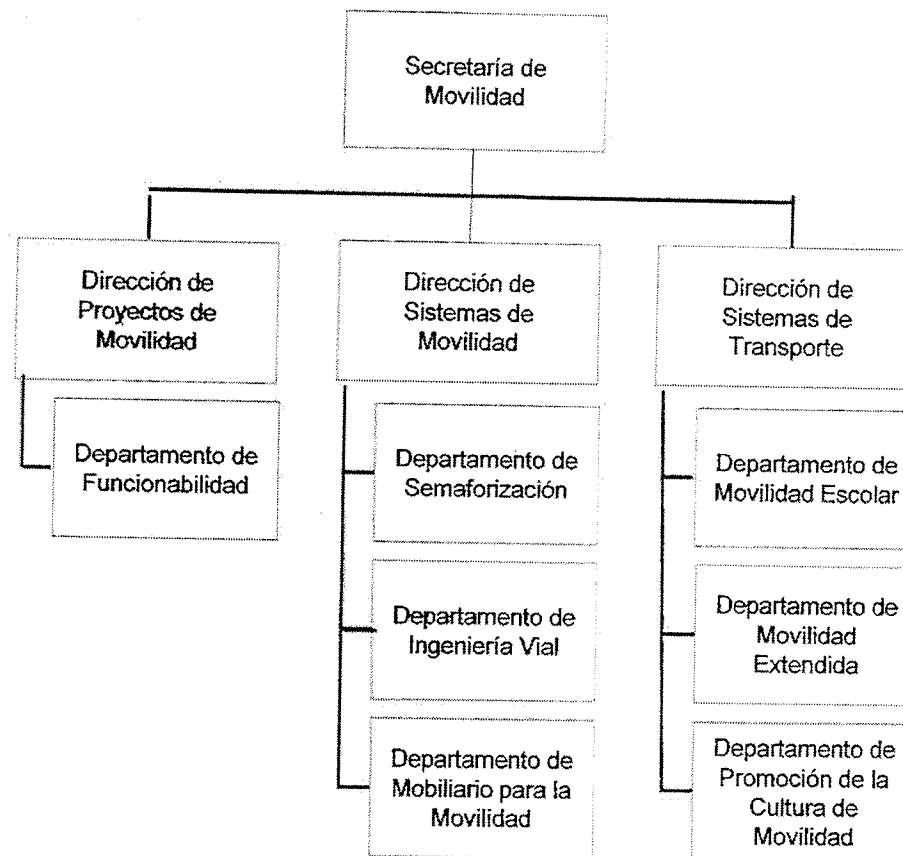 Secretaría de
Movilidad
Dirección de
Proyectos de
Movilidad
Departamento de
Funcionabilidad
Dirección de
Sistemas de
Movilidad
Departamento de
Semaforización
Departamento de
Ingeniería Vial
Departamento de
Mobiliario para la
Movilidad
Dirección de
Sistemas de
Transporte
Departamento de
Movilidad Escolar
Departamento de
Movilidad
Extendida
Departamento de
Promoción de la
Cultura de
Movilidad